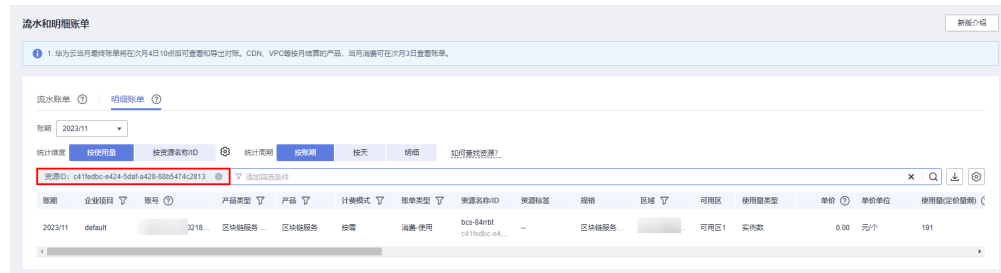 流水和明细账单
新版介绍
1. 华为云当月最终账单将在次月4日10点后可查看和导出对账。CDN、VPC等按月结算的产品，当月消费可在次月3日查看账单。
流水账单 明细账单
账期 2023/11
统计维度 按使用量 按资源名称/ID 统计周期 按账期 按天 明细 如何查找资源?
资源ID: c41fedbc-e424-5daf-a428-68b5474c2813 添加筛选条件
账期 企业项目 账号 产品类型 产品 计费模式 账单类型 资源名称/ID 资源标签 规格 区域 可用区 使用量类型 单价 单价单位 使用量(定价量纲)
2023/11 default 0218... 区块链服务 ... 区块链服务 按需 消费-使用 bcs-84rrbt -- 区块链服务... 可用区1 实例数 0.00 元/个 191
c41fedbc-e4...